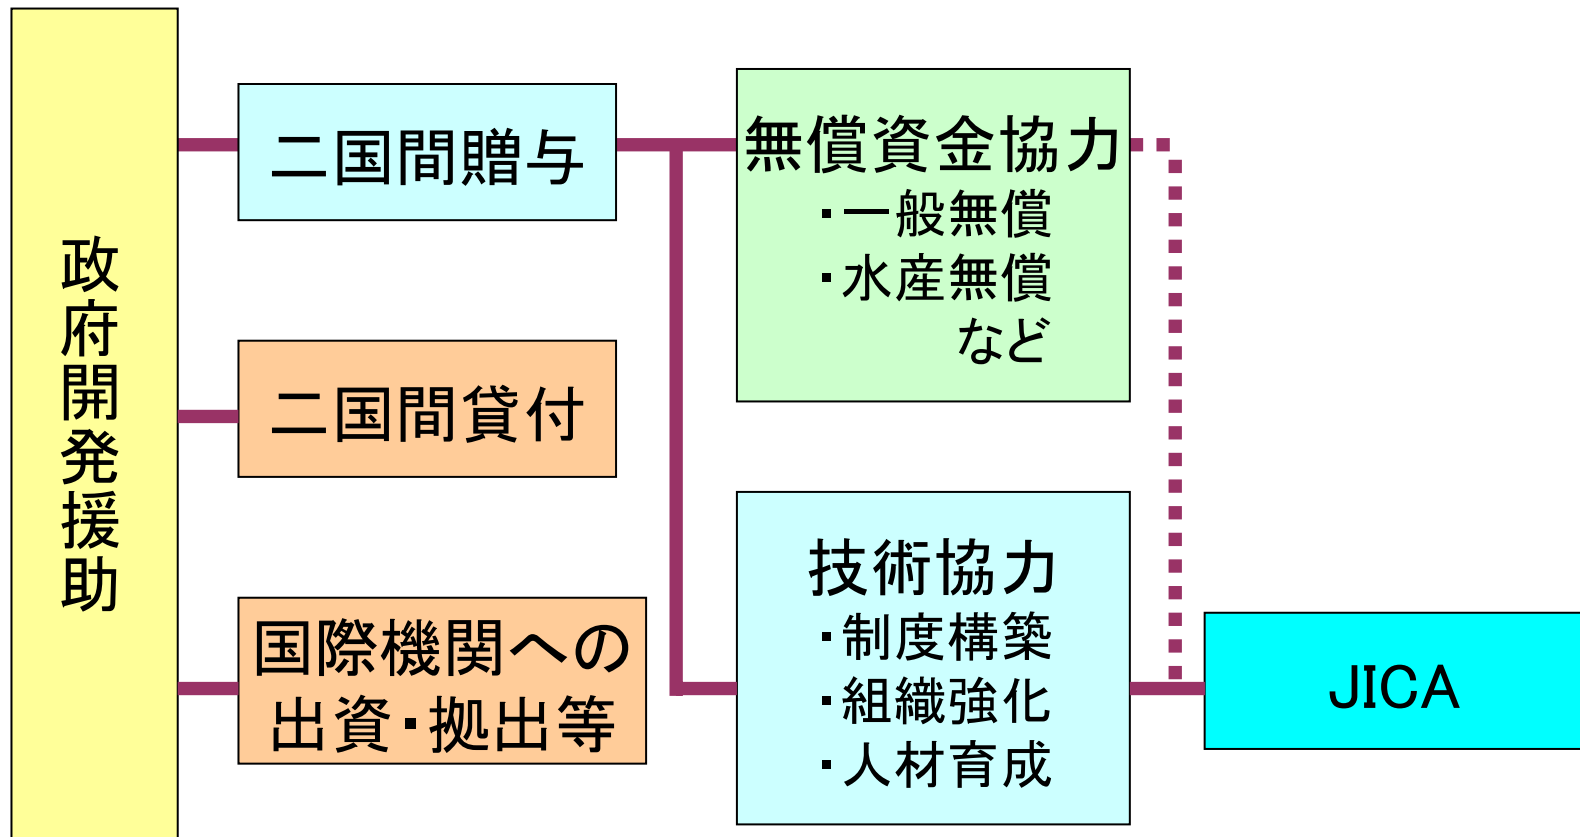 政府開発援助
二国間贈与
二国間貸付
国際機関への
出資・拠出等
無償資金協力
・一般無償
・水産無償
など
技術協力
・制度構築
・組織強化
・人材育成
JICA